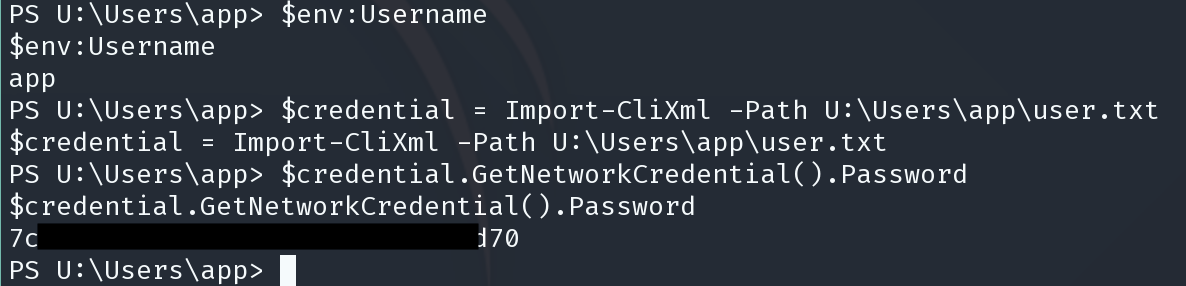 PS U:\Users\app> $env:Username
$env:Username
app
PS U:\Users\app> $credential = Import-CliXml -Path U:\Users\app\user.txt
$credential = Import-CliXml -Path U:\Users\app\user.txt
PS U:\Users\app> $credential.GetNetworkCredential().Password
$credential.GetNetworkCredential().Password
7c d70
PS U:\Users\app>